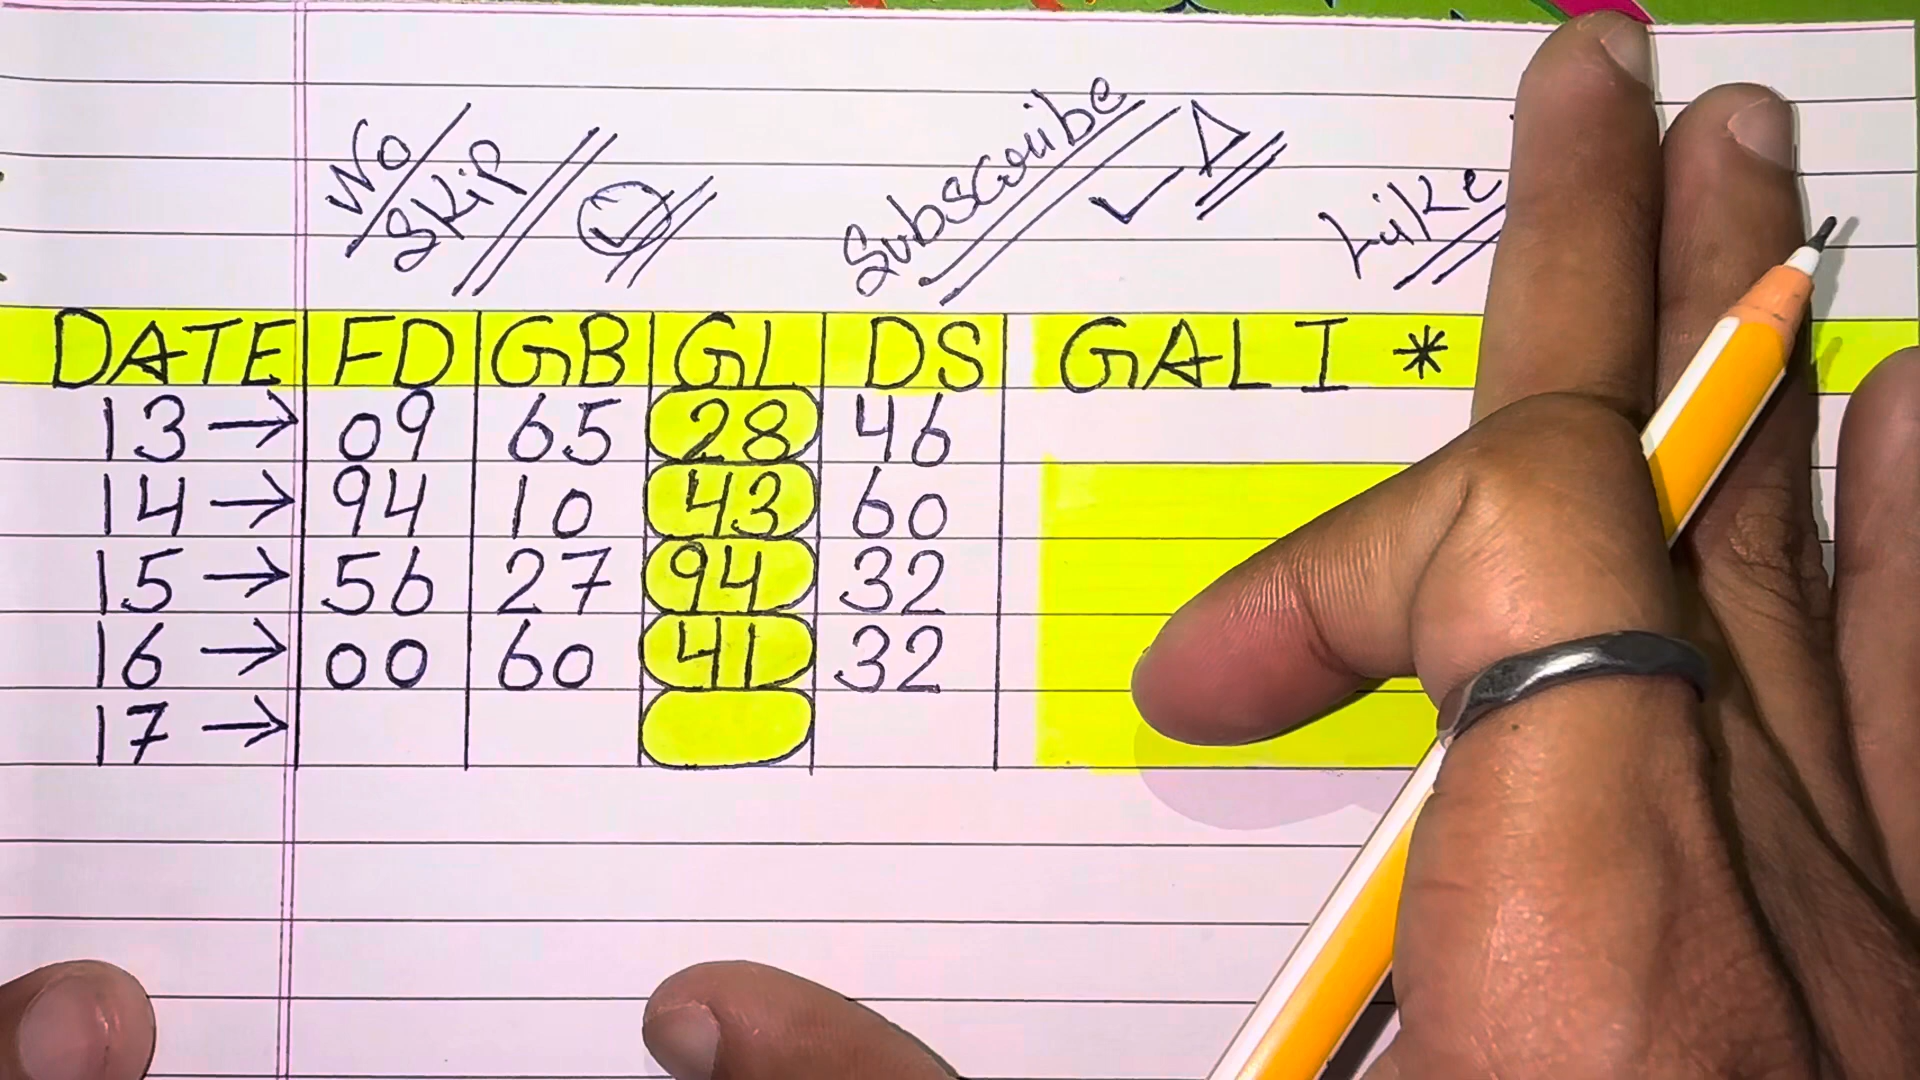 No
Skip
Subscribe
Like
DATE FD GB GL DS GALI *
13 → 09 65 28 46
14 → 94 10 43 60
15 → 56 27 94 32
16 → 00 60 41 32
17 →